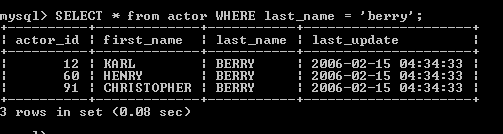 mysql> SELECT * from actor WHERE last_name = 'berry';
+----------+-------------+-----------+---------------------+
| actor_id | first_name | last_name | last_update |
+----------+-------------+-----------+---------------------+
| 12 | KARL | BERRY | 2006-02-15 04:34:33 |
| 60 | HENRY | BERRY | 2006-02-15 04:34:33 |
| 91 | CHRISTOPHER | BERRY | 2006-02-15 04:34:33 |
+----------+-------------+-----------+---------------------+
3 rows in set (0.08 sec)